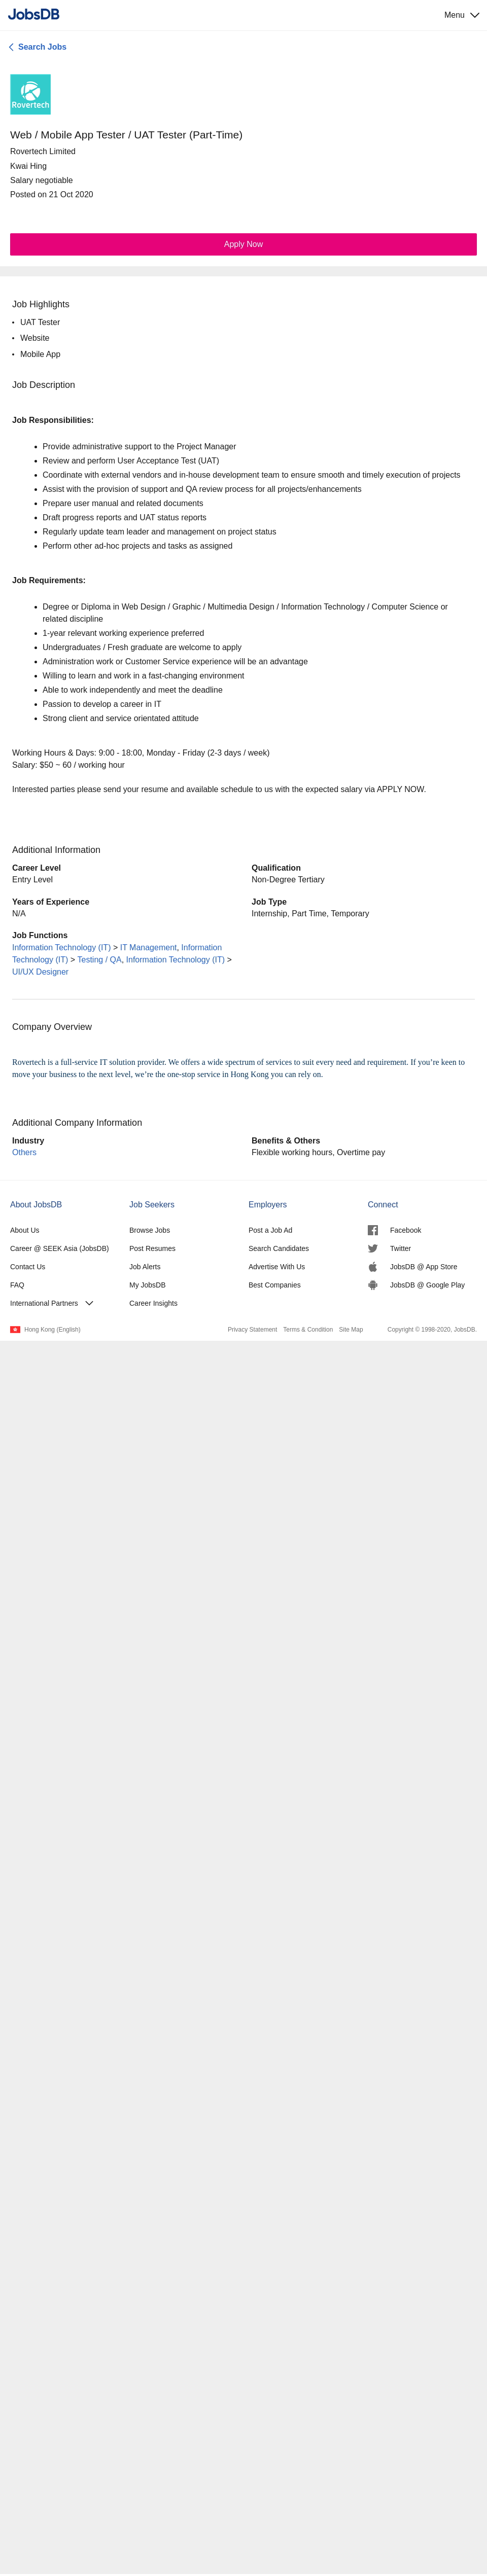 JobsDB
Menu
Search Jobs
Rovertech
Web / Mobile App Tester / UAT Tester (Part-Time)
Rovertech Limited
Kwai Hing
Salary negotiable
Posted on 21 Oct 2020
Apply Now
Job Highlights
• UAT Tester
• Website
• Mobile App
Job Description
Job Responsibilities:
• Provide administrative support to the Project Manager
• Review and perform User Acceptance Test (UAT)
• Coordinate with external vendors and in-house development team to ensure smooth and timely execution of projects
• Assist with the provision of support and QA review process for all projects/enhancements
• Prepare user manual and related documents
• Draft progress reports and UAT status reports
• Regularly update team leader and management on project status
• Perform other ad-hoc projects and tasks as assigned
Job Requirements:
• Degree or Diploma in Web Design / Graphic / Multimedia Design / Information Technology / Computer Science or
related discipline
• 1-year relevant working experience preferred
• Undergraduates / Fresh graduate are welcome to apply
• Administration work or Customer Service experience will be an advantage
• Willing to learn and work in a fast-changing environment
• Able to work independently and meet the deadline
• Passion to develop a career in IT
• Strong client and service orientated attitude
Working Hours & Days: 9:00 - 18:00, Monday - Friday (2-3 days / week)
Salary: $50 ~ 60 / working hour
Interested parties please send your resume and available schedule to us with the expected salary via APPLY NOW.
Additional Information
Career Level
Entry Level
Qualification
Non-Degree Tertiary
Years of Experience
N/A
Job Type
Internship, Part Time, Temporary
Job Functions
Information Technology (IT) > IT Management, Information
Technology (IT) > Testing / QA, Information Technology (IT) >
UI/UX Designer
Company Overview
Rovertech is a full-service IT solution provider. We offers a wide spectrum of services to suit every need and requirement. If you’re keen to
move your business to the next level, we’re the one-stop service in Hong Kong you can rely on.
Additional Company Information
Industry
Others
Benefits & Others
Flexible working hours, Overtime pay
About JobsDB
About Us
Career @ SEEK Asia (JobsDB)
Contact Us
FAQ
International Partners
Job Seekers
Browse Jobs
Post Resumes
Job Alerts
My JobsDB
Career Insights
Employers
Post a Job Ad
Search Candidates
Advertise With Us
Best Companies
Connect
Facebook
Twitter
JobsDB @ App Store
JobsDB @ Google Play
Hong Kong (English)
Privacy Statement Terms & Condition Site Map
Copyright © 1998-2020, JobsDB.